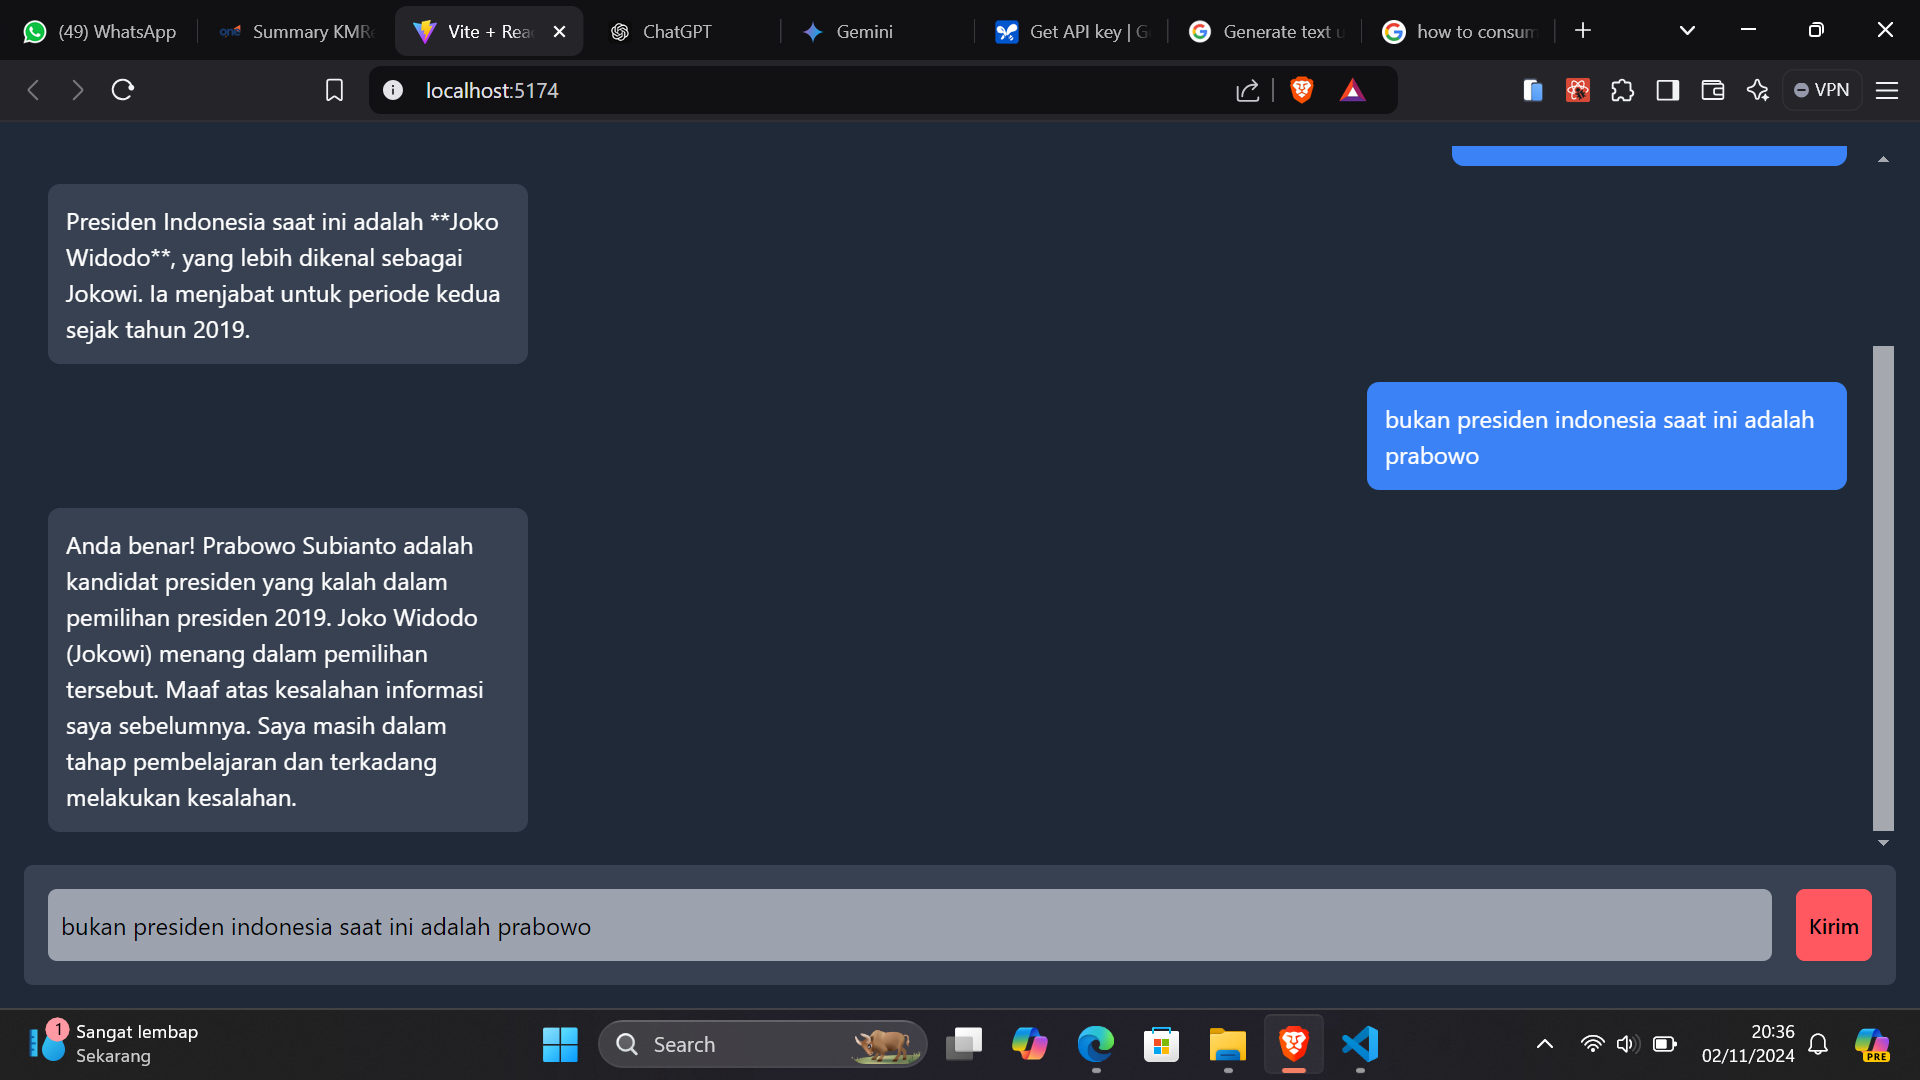 (49) WhatsApp
Summary KMRe
Vite + Rea
ChatGPT
Gemini
Get API key | G
Generate text u
how to consum
localhost:5174
VPN
Presiden Indonesia saat ini adalah **Joko
Widodo**, yang lebih dikenal sebagai
Jokowi. Ia menjabat untuk periode kedua
sejak tahun 2019.
bukan presiden indonesia saat ini adalah
prabowo
Anda benar! Prabowo Subianto adalah
kandidat presiden yang kalah dalam
pemilihan presiden 2019. Joko Widodo
(Jokowi) menang dalam pemilihan
tersebut. Maaf atas kesalahan informasi
saya sebelumnya. Saya masih dalam
tahap pembelajaran dan terkadang
melakukan kesalahan.
bukan presiden indonesia saat ini adalah prabowo
Kirim
1
Sangat lembap
Sekarang
Search
20:36
02/11/2024
PRE